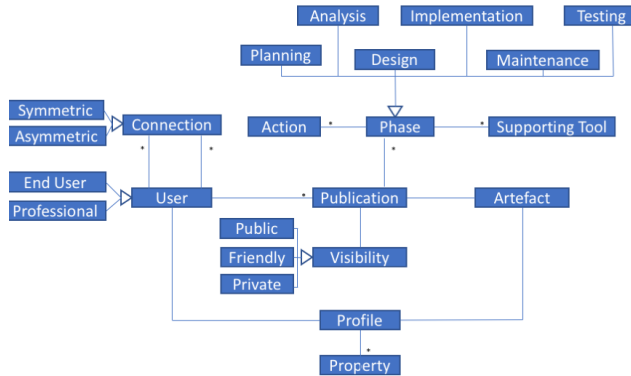 Analysis
Implementation
Testing
Planning
Design
Maintenance
Symmetric
Asymmetric
Connection
Action
*
Phase
*
Supporting Tool
*
*
*
End User
Professional
User
*
Publication
Artefact
Public
Friendly
Private
Visibility
Profile
*
Property